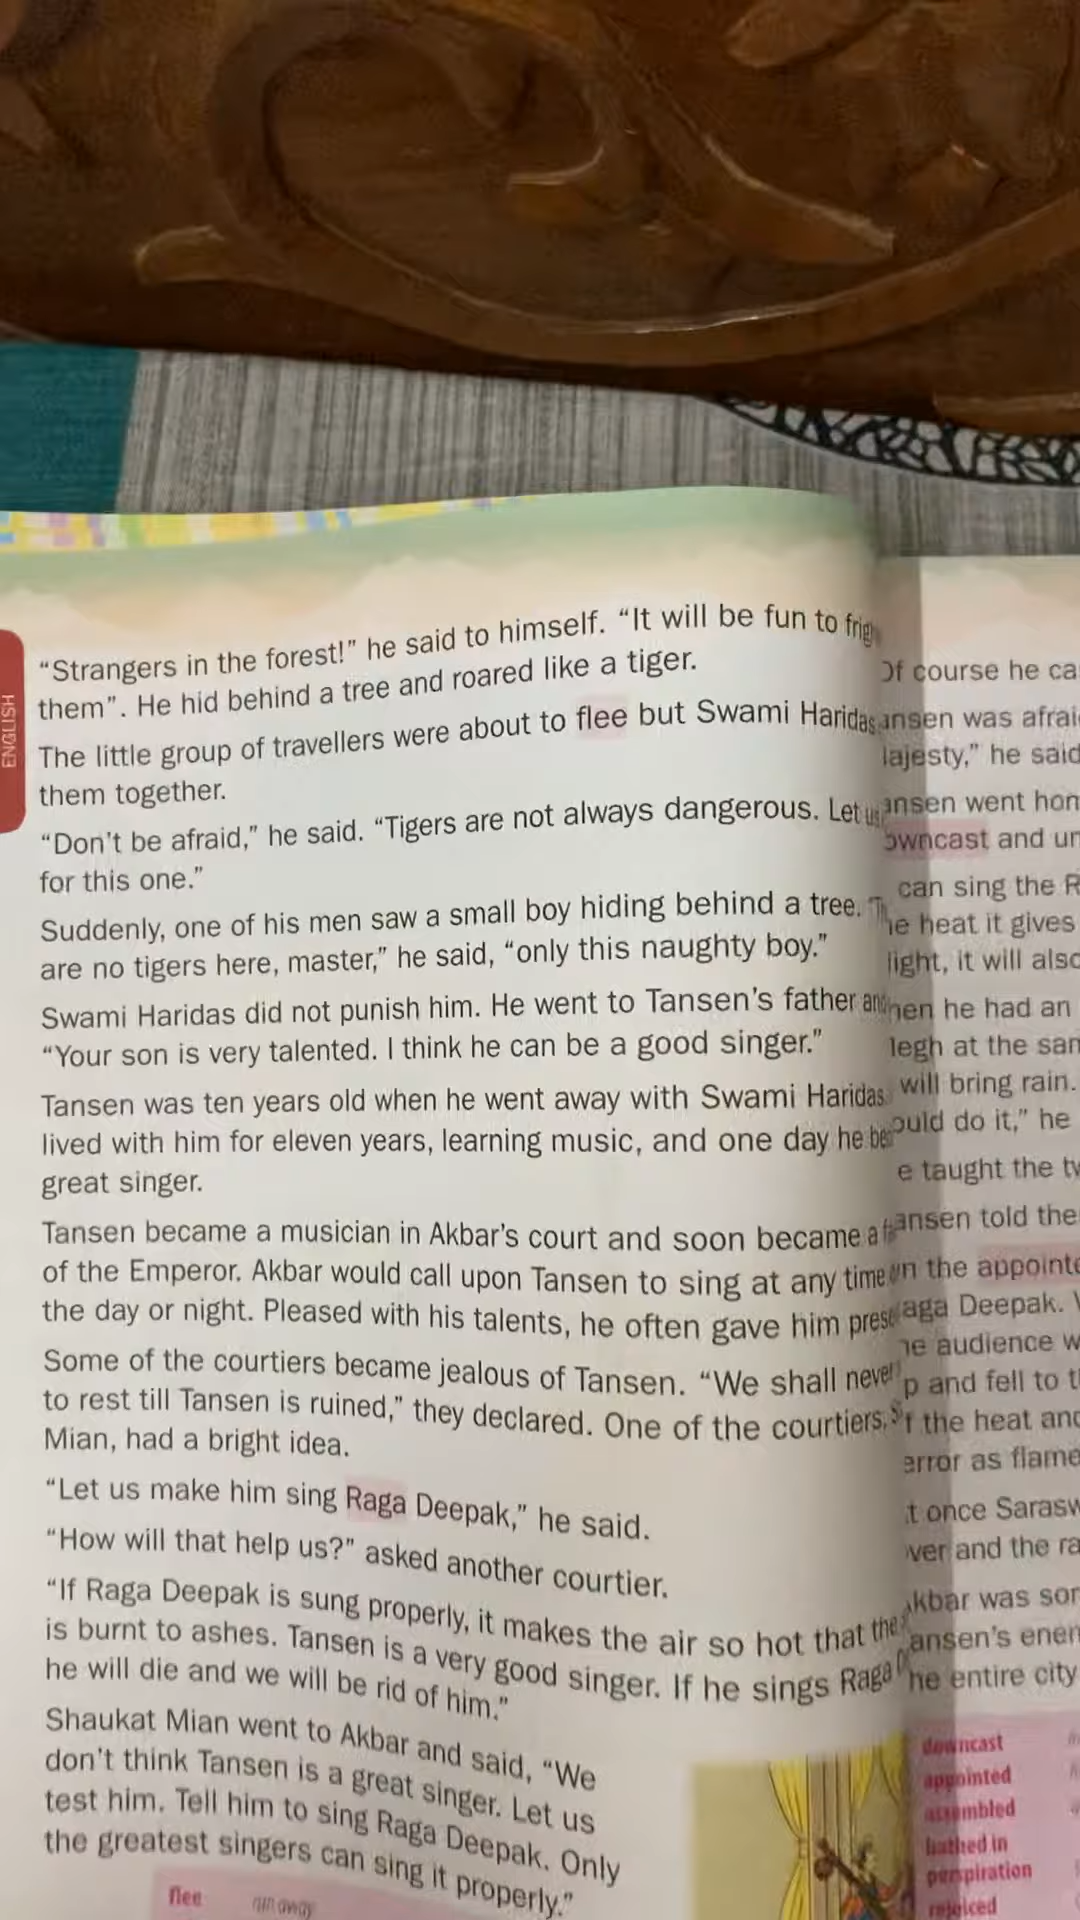 ENGLISH
“Strangers in the forest!” he said to himself. “It will be fun to
them”. He hid behind a tree and roared like a tiger.
The little group of travellers were about to flee but Swami Haridas
them together.
“Don’t be afraid,” he said. “Tigers are not always dangerous. Let us
for this one.”
Suddenly, one of his men saw a small boy hiding behind a tree.
are no tigers here, master,” he said, “only this naughty boy.”
Swami Haridas did not punish him. He went to Tansen’s father and
“Your son is very talented. I think he can be a good singer.”
Tansen was ten years old when he went away with Swami Haridas
lived with him for eleven years, learning music, and one day he
great singer.
Tansen became a musician in Akbar’s court and soon became a
of the Emperor. Akbar would call upon Tansen to sing at any time
the day or night. Pleased with his talents, he often gave him
Some of the courtiers became jealous of Tansen. “We shall never
to rest till Tansen is ruined,” they declared. One of the courtiers,
Mian, had a bright idea.
“Let us make him sing Raga Deepak,” he said.
“How will that help us?” asked another courtier.
“If Raga Deepak is sung properly, it makes the air so hot that the
is burnt to ashes. Tansen is a very good singer. If he sings Raga
he will die and we will be rid of him.”
Shaukat Mian went to Akbar and said, “We
don’t think Tansen is a great singer. Let us
test him. Tell him to sing Raga Deepak. Only
the greatest singers can sing it properly.”
flee run away
Of course he
ansen was
lajesty,” he said
ansen went
owncast and
can sing the
heat it gives
light, it will
he had an
legh at the
will bring rain.
ould do it,” he
e taught the
ansen told
the
aga Deepak.
audience
p and fell to
the heat
error as
t once
ver and the
kbar was
ansen’s
he entire city
downcast
appointed
assembled
bathed in
perspiration
rejoiced